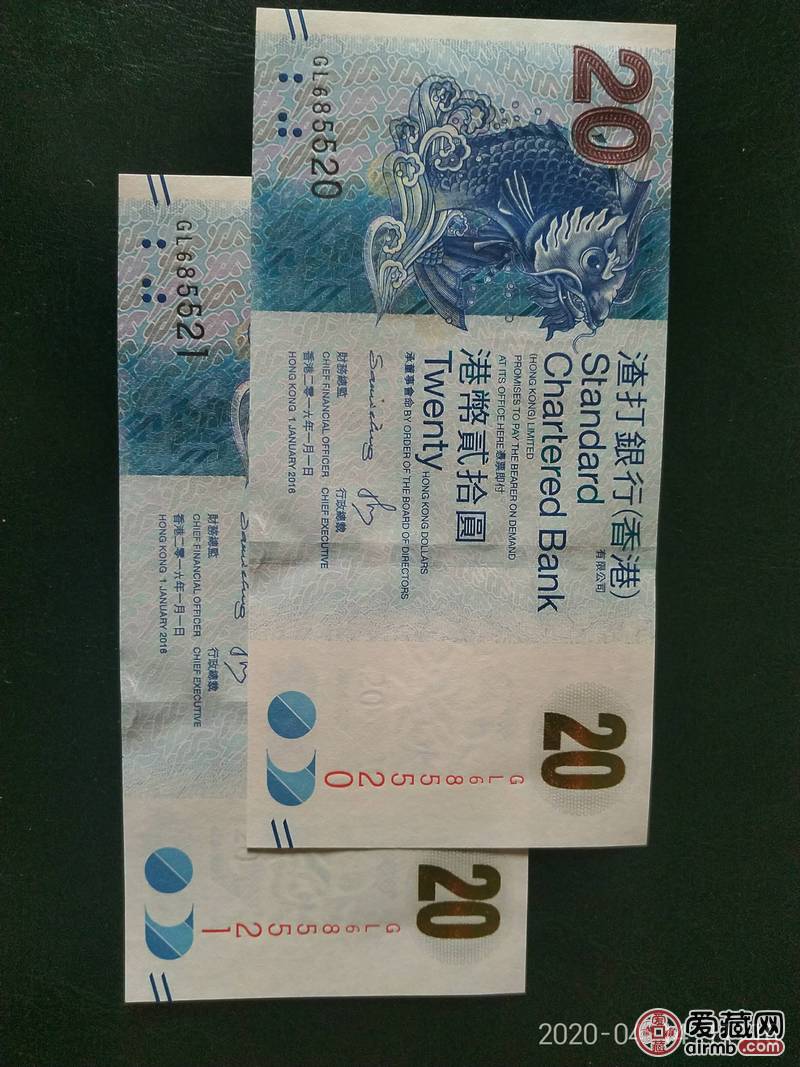 20
GL685520
渣打銀行(香港)
有限公司
Standard
Chartered Bank
(HONG KONG) LIMITED
PROMISES TO PAY THE BEARER ON DEMAND
AT ITS OFFICE HERE 憑票即付
港幣貳拾圓
Twenty HONG KONG DOLLARS
承董事會命 BY ORDER OF THE BOARD OF DIRECTORS
財務總監 行政總裁
CHIEF FINANCIAL OFFICER CHIEF EXECUTIVE
香港二零一六年一月一日
HONG KONG 1 JANUARY 2016
20
GL685520
GL685521
財務總監 行政總裁
CHIEF FINANCIAL OFFICER CHIEF EXECUTIVE
香港二零一六年一月一日
HONG KONG 1 JANUARY 2016
20
GL685521
2020-04
爱藏网
airmb.com